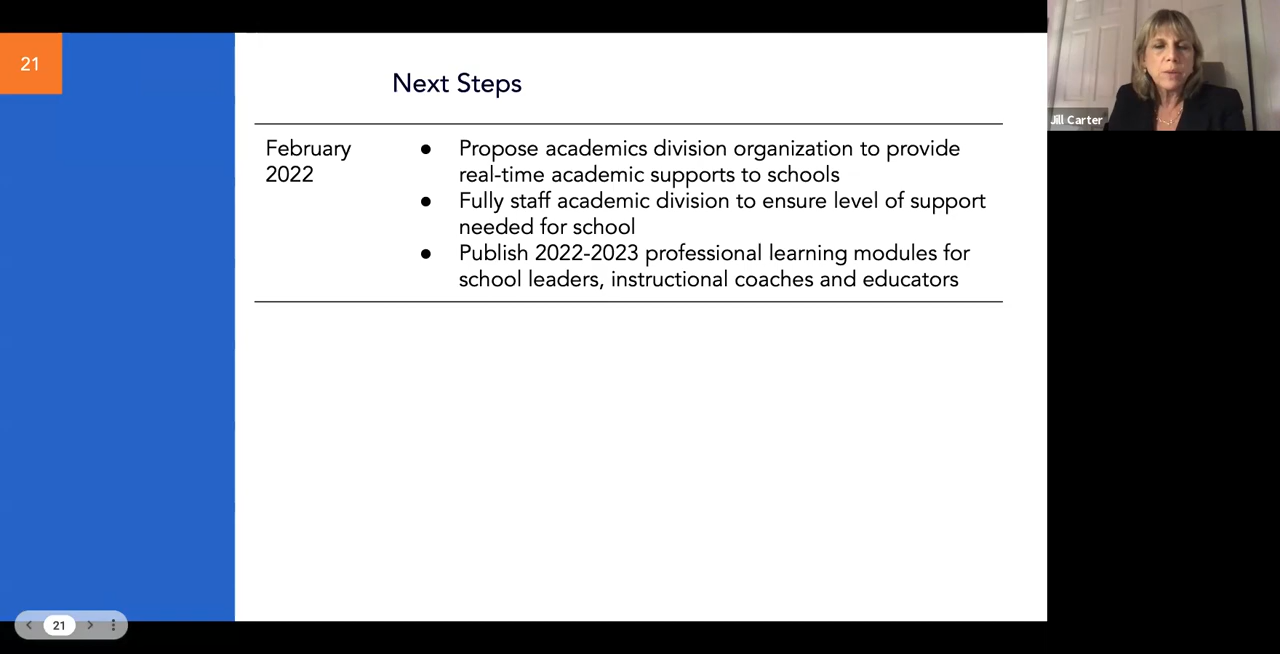 21
Next Steps
February
2022
● Propose academics division organization to provide
real-time academic supports to schools
● Fully staff academic division to ensure level of support
needed for school
● Publish 2022-2023 professional learning modules for
school leaders, instructional coaches and educators
Jill Carter
21